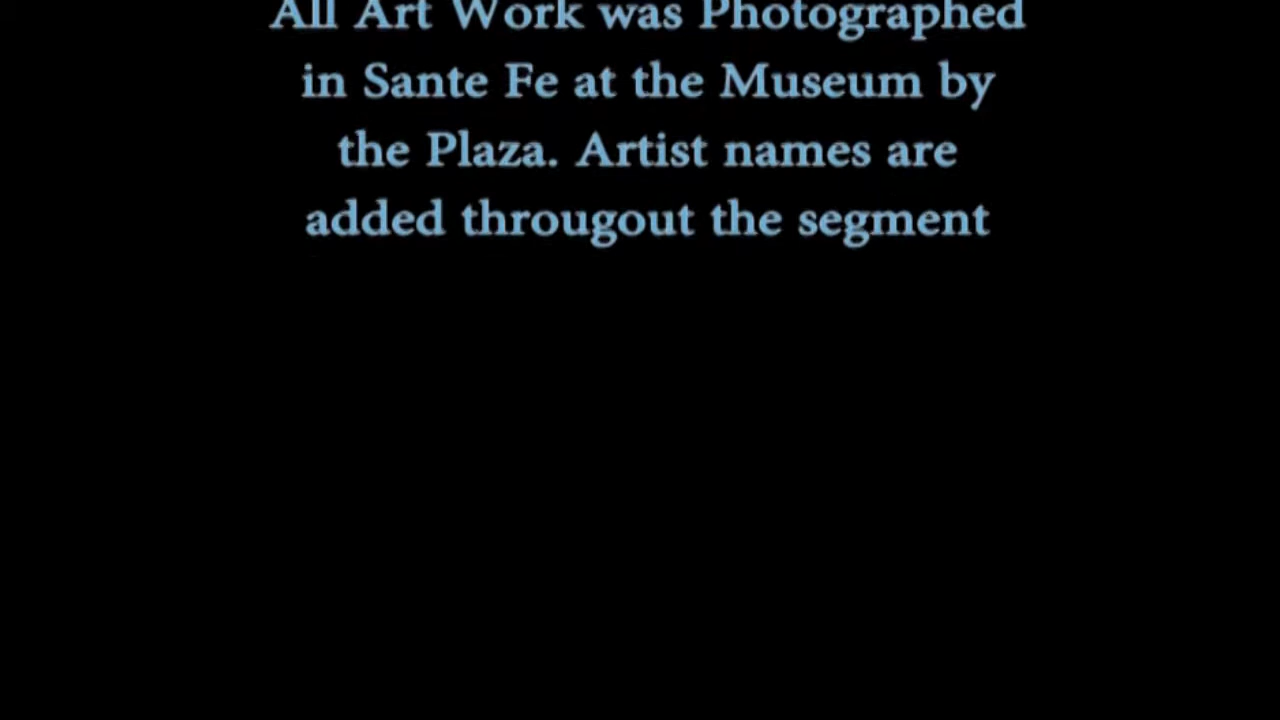 All Art Work was Photographed
in Sante Fe at the Museum by
the Plaza. Artist names are
added througout the segment